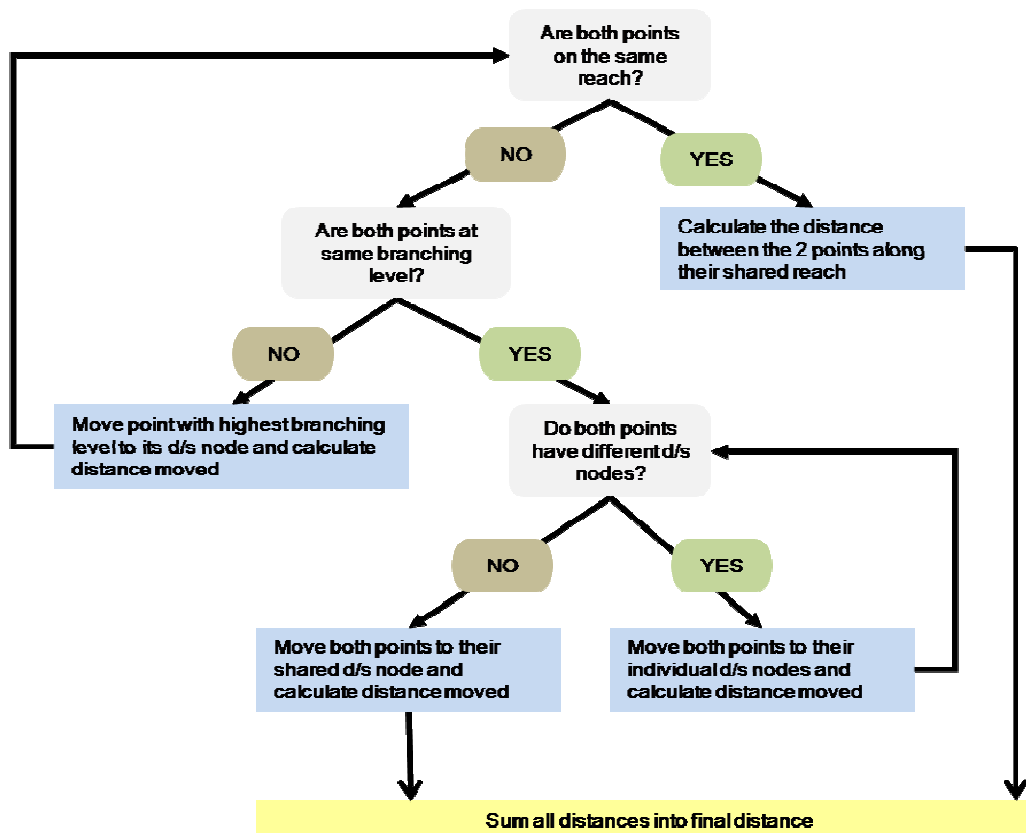 Are both points
on the same
reach?
NO
YES
Are both points at
same branching
level?
Calculate the distance
between the 2 points along
their shared reach
NO
YES
Move point with highest branching
level to its d/s node and calculate
distance moved
Do both points
have different d/s
nodes?
NO
YES
Move both points to their
shared d/s node and
calculate distance moved
Move both points to their
individual d/s nodes and
calculate distance moved
Sum all distances into final distance